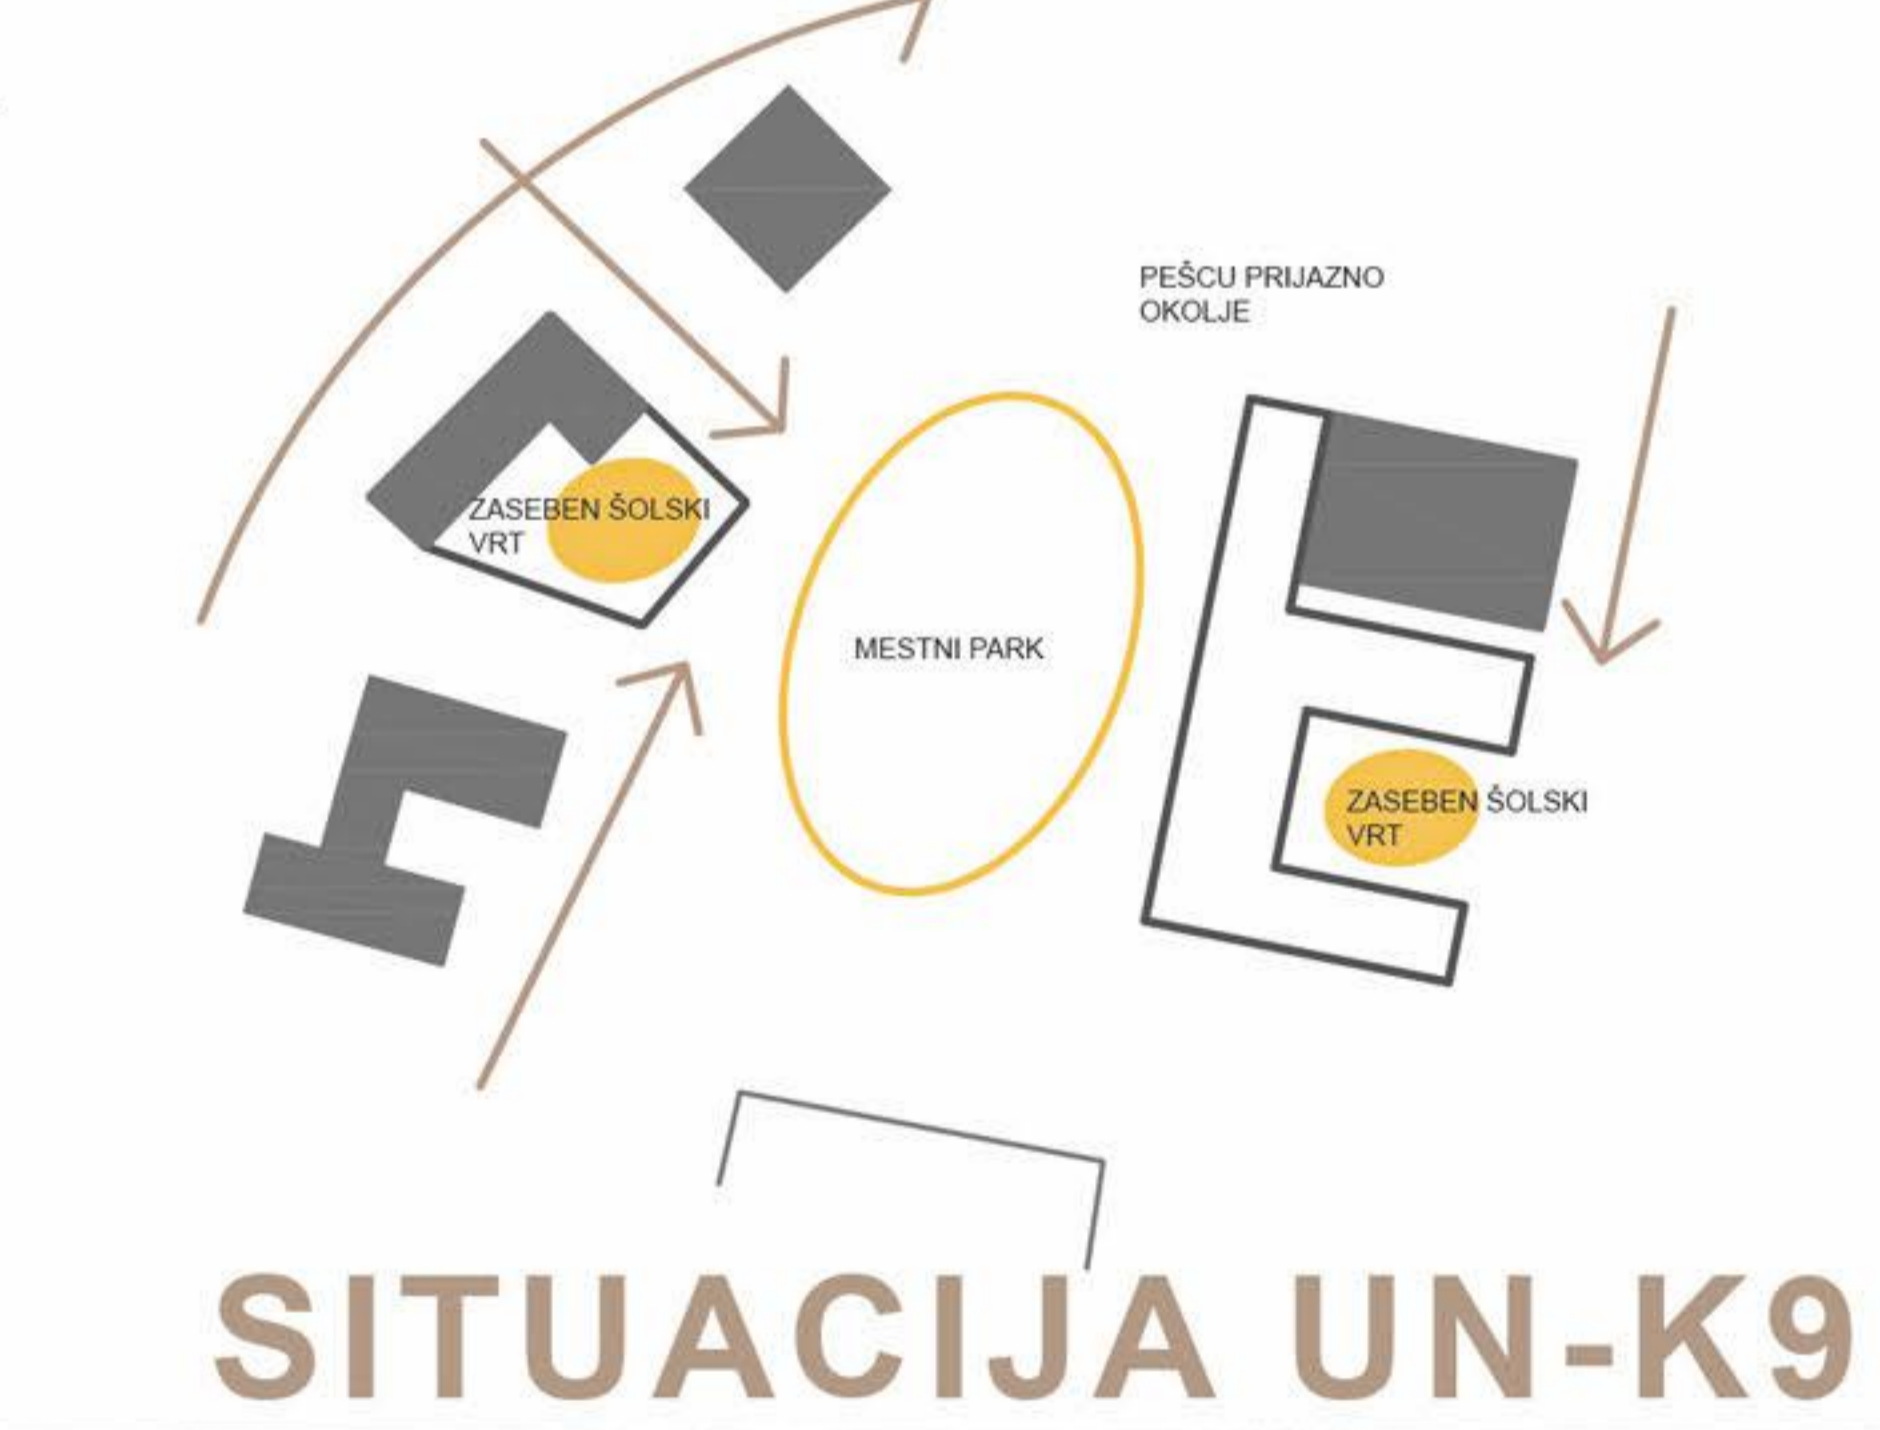 PEŠCU PRIJAZNO
OKOLJE
ZASEBEN ŠOLSKI
VRT
MESTNI PARK
ZASEBEN ŠOLSKI
VRT
SITUACIJA UN-K9